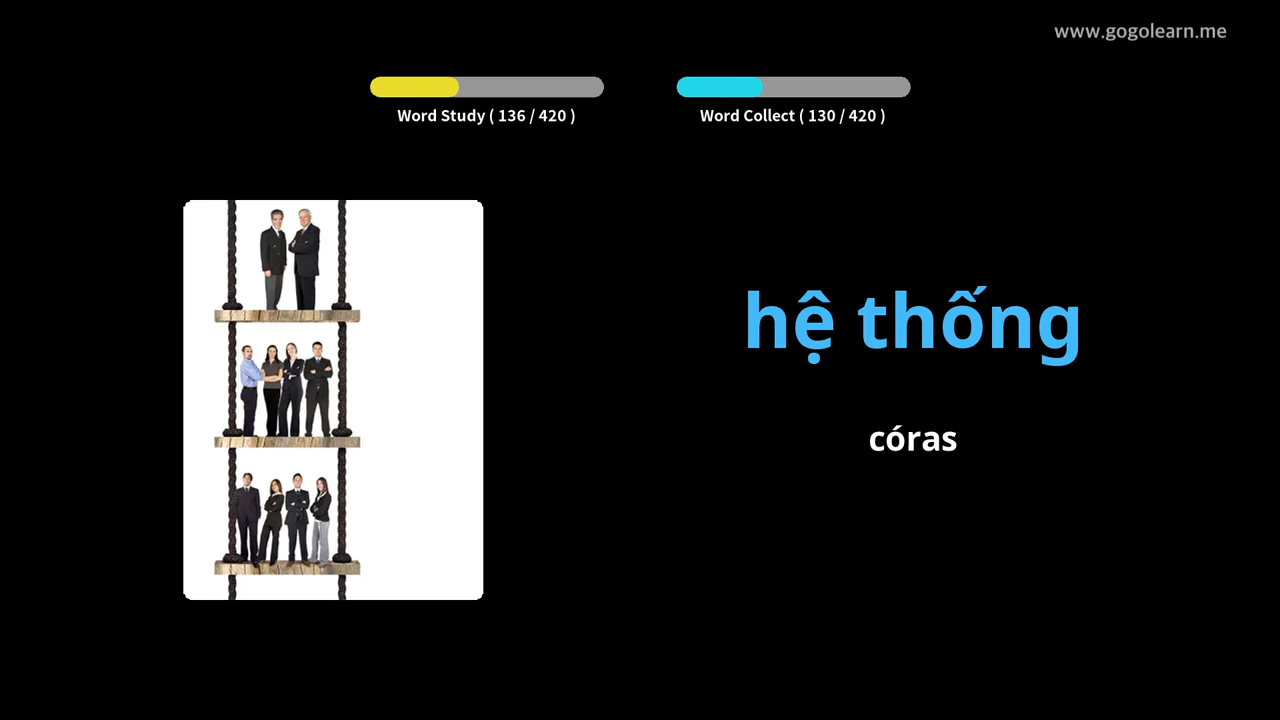 www.gogolearn.me
Word Study ( 136 / 420 )
Word Collect ( 130 / 420 )
hệ thống
córas